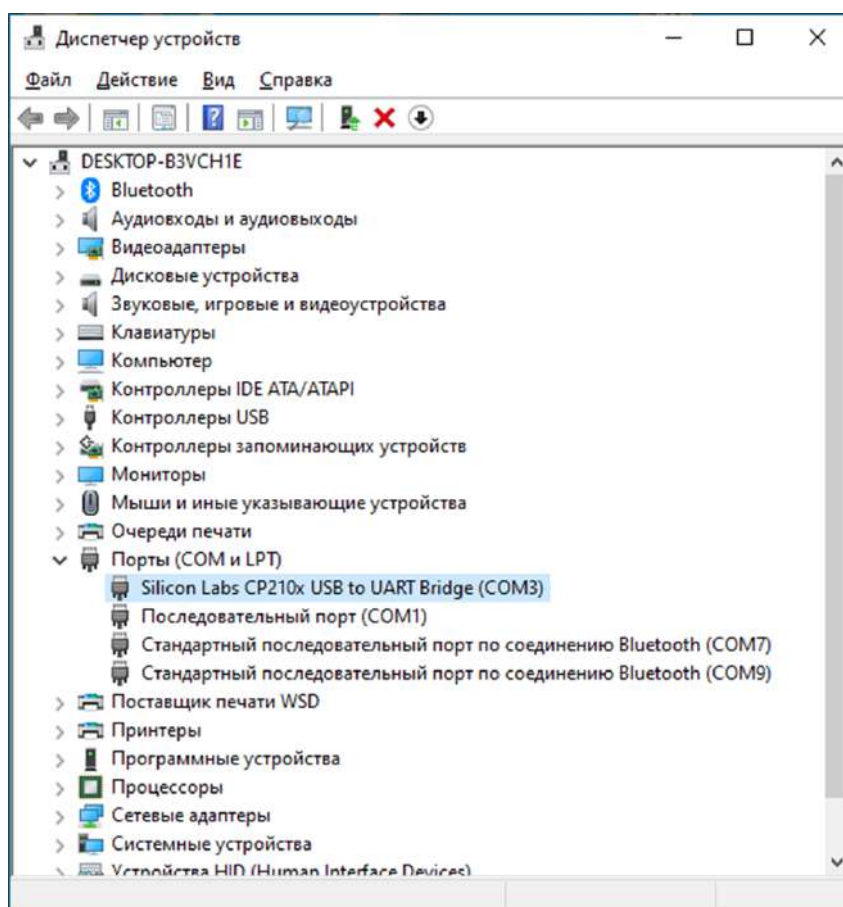 Диспетчер устройств
Файл Действие Вид Справка
DESKTOP-B3VCH1E
Bluetooth
Аудиовходы и аудиовыходы
Видеоадаптеры
Дисковые устройства
Звуковые, игровые и видеоустройства
Клавиатуры
Компьютер
Контроллеры IDE ATA/ATAPI
Контроллеры USB
Контроллеры запоминающих устройств
Мониторы
Мыши и иные указывающие устройства
Очереди печати
Порты (COM и LPT)
Silicon Labs CP210x USB to UART Bridge (COM3)
Последовательный порт (COM1)
Стандартный последовательный порт по соединению Bluetooth (COM7)
Стандартный последовательный порт по соединению Bluetooth (COM9)
Поставщик печати WSD
Принтеры
Программные устройства
Процессоры
Сетевые адаптеры
Системные устройства
Устройства HID (Human Interface Devices)